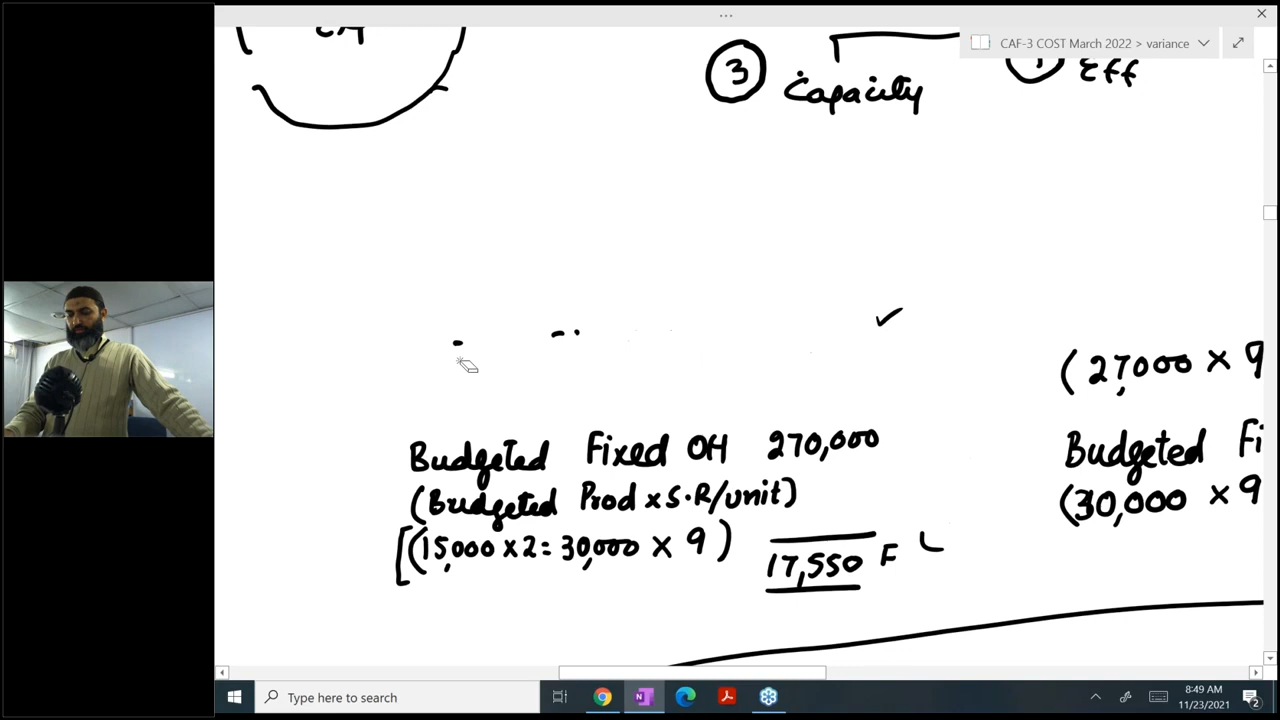 CAF-3 COST March 2022 > variance
3 Capacity
Eff
(27,000 × 9
Budgeted Fixed OH 270,000
(Budgeted Prod x S.R/unit)
[(15,000 x 2 = 30,000 × 9)
17,550 F
Budgeted Fi
(30,000 × 9
Type here to search
8:49 AM
11/23/2021
2